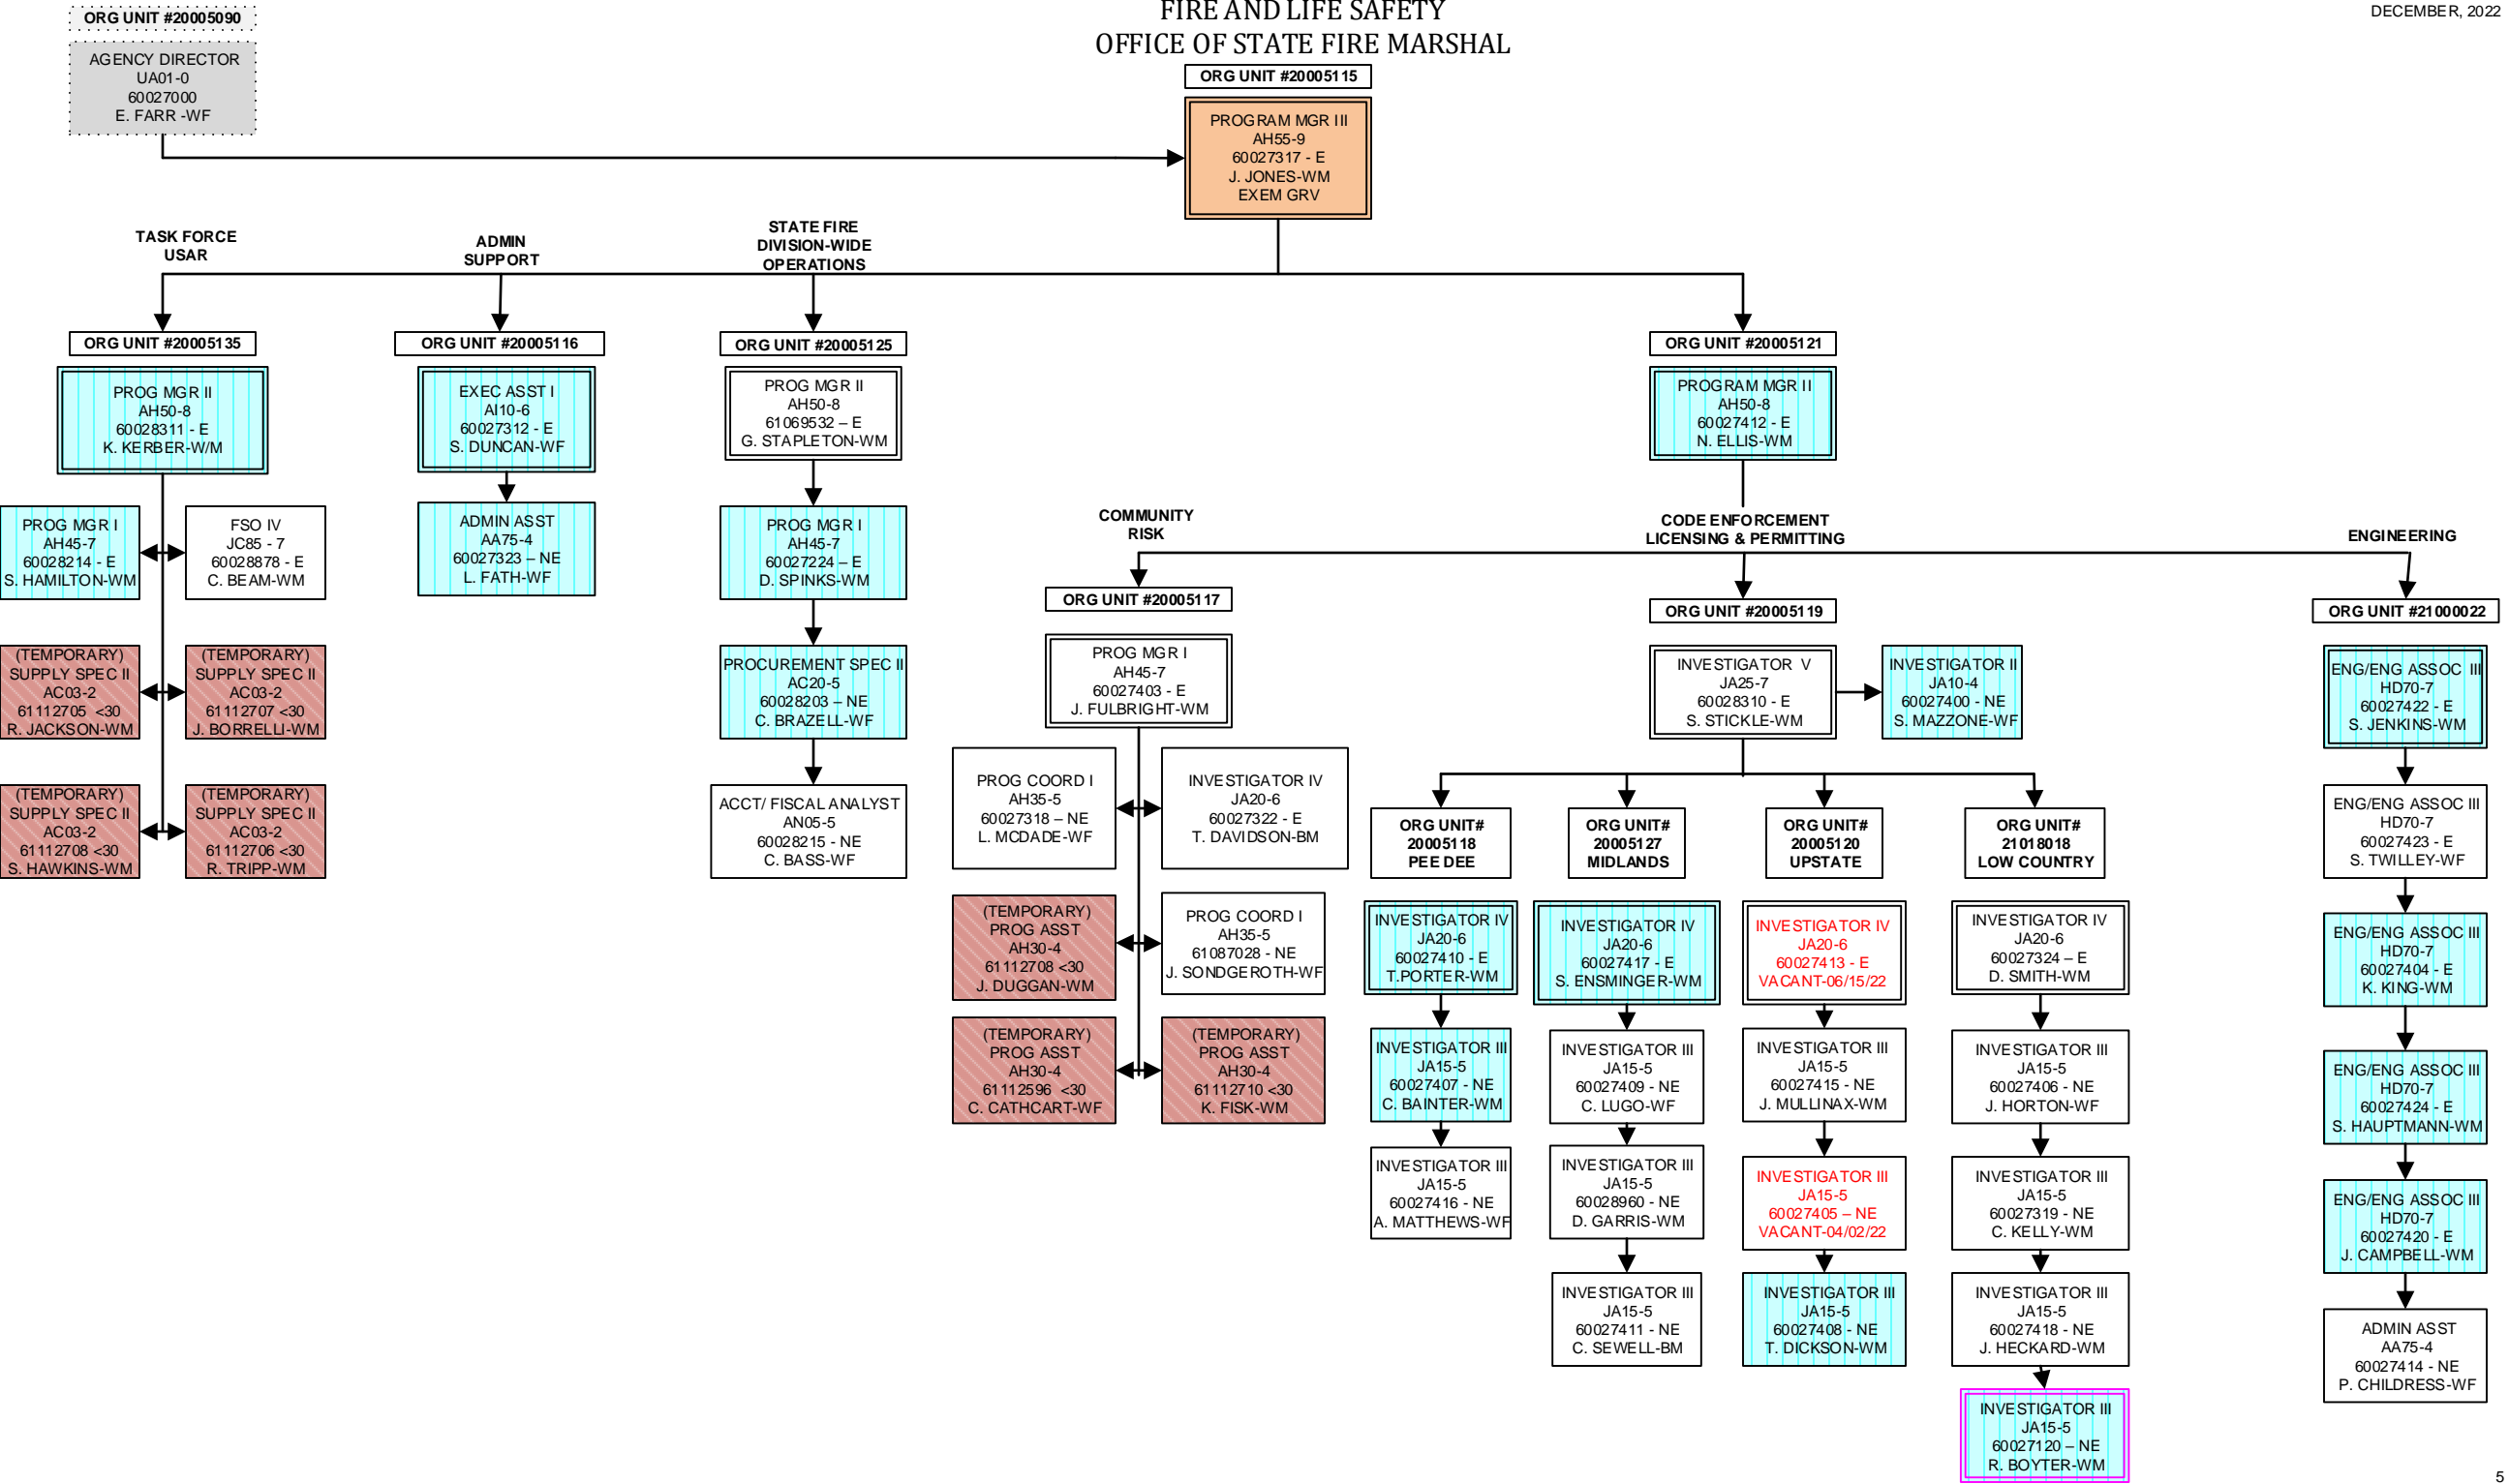 FIRE AND LIFE SAFETY
OFFICE OF STATE FIRE MARSHAL
DECEMBER, 2022
ORG UNIT #20005090
AGENCY DIRECTOR
UA01-0
60027000
E. FARR -WF
ORG UNIT #20005115
PROGRAM MGR III
AH55-9
60027317 - E
J. JONES-WM
EXEM GRV
TASK FORCE
USAR
ADMIN
SUPPORT
STATE FIRE
DIVISION-WIDE
OPERATIONS
ORG UNIT #20005135
PROG MGR II
AH50-8
60028311 - E
K. KERBER-W/M
PROG MGR I
AH45-7
60028214 - E
S. HAMILTON-WM
FSO IV
JC85 - 7
60028878 - E
C. BEAM-WM
(TEMPORARY)
SUPPLY SPEC II
AC03-2
61112705 <30
R. JACKSON-WM
(TEMPORARY)
SUPPLY SPEC II
AC03-2
61112707 <30
J. BORRELLI-WM
(TEMPORARY)
SUPPLY SPEC II
AC03-2
61112708 <30
S. HAWKINS-WM
(TEMPORARY)
SUPPLY SPEC II
AC03-2
61112706 <30
R. TRIPP-WM
ORG UNIT #20005116
EXEC ASST I
AI10-6
60027312 - E
S. DUNCAN-WF
ADMIN ASST
AA75-4
60027323 – NE
L. FATH-WF
ORG UNIT #20005125
PROG MGR II
AH50-8
61069532 – E
G. STAPLETON-WM
PROG MGR I
AH45-7
60027224 – E
D. SPINKS-WM
PROCUREMENT SPEC II
AC20-5
60028203 – NE
C. BRAZELL-WF
ACCT/ FISCAL ANALYST
AN05-5
60028215 - NE
C. BASS-WF
ORG UNIT #20005121
PROGRAM MGR II
AH50-8
60027412 - E
N. ELLIS-WM
COMMUNITY
RISK
CODE ENFORCEMENT
LICENSING & PERMITTING
ENGINEERING
ORG UNIT #20005117
PROG MGR I
AH45-7
60027403 - E
J. FULBRIGHT-WM
PROG COORD I
AH35-5
60027318 – NE
L. MCDADE-WF
INVESTIGATOR IV
JA20-6
60027322 - E
T. DAVIDSON-BM
(TEMPORARY)
PROG ASST
AH30-4
61112708 <30
J. DUGGAN-WM
PROG COORD I
AH35-5
61087028 - NE
J. SONDGEROTH-WF
(TEMPORARY)
PROG ASST
AH30-4
61112596 <30
C. CATHCART-WF
(TEMPORARY)
PROG ASST
AH30-4
61112710 <30
K. FISK-WM
ORG UNIT #20005119
INVESTIGATOR V
JA25-7
60028310 - E
S. STICKLE-WM
INVESTIGATOR II
JA10-4
60027400 - NE
S. MAZZONE-WF
ORG UNIT#
20005118
PEE DEE
INVESTIGATOR IV
JA20-6
60027410 - E
T.PORTER-WM
INVESTIGATOR III
JA15-5
60027407 - NE
C. BAINTER-WM
INVESTIGATOR III
JA15-5
60027416 - NE
A. MATTHEWS-WF
ORG UNIT#
20005127
MIDLANDS
INVESTIGATOR IV
JA20-6
60027417 - E
S. ENSMINGER-WM
INVESTIGATOR III
JA15-5
60027409 - NE
C. LUGO-WF
INVESTIGATOR III
JA15-5
60028960 - NE
D. GARRIS-WM
INVESTIGATOR III
JA15-5
60027411 - NE
C. SEWELL-BM
ORG UNIT#
20005120
UPSTATE
INVESTIGATOR IV
JA20-6
60027413 - E
VACANT-06/15/22
INVESTIGATOR III
JA15-5
60027415 - NE
J. MULLINAX-WM
INVESTIGATOR III
JA15-5
60027405 – NE
VACANT-04/02/22
INVESTIGATOR III
JA15-5
60027408 - NE
T. DICKSON-WM
ORG UNIT#
21018018
LOW COUNTRY
INVESTIGATOR IV
JA20-6
60027324 – E
D. SMITH-WM
INVESTIGATOR III
JA15-5
60027406 - NE
J. HORTON-WF
INVESTIGATOR III
JA15-5
60027319 - NE
C. KELLY-WM
INVESTIGATOR III
JA15-5
60027418 - NE
J. HECKARD-WM
INVESTIGATOR III
JA15-5
60027120 – NE
R. BOYTER-WM
ORG UNIT #21000022
ENG/ENG ASSOC III
HD70-7
60027422 - E
S. JENKINS-WM
ENG/ENG ASSOC III
HD70-7
60027423 - E
S. TWILLEY-WF
ENG/ENG ASSOC III
HD70-7
60027404 - E
K. KING-WM
ENG/ENG ASSOC III
HD70-7
60027424 - E
S. HAUPTMANN-WM
ENG/ENG ASSOC III
HD70-7
60027420 - E
J. CAMPBELL-WM
ADMIN ASST
AA75-4
60027414 - NE
P. CHILDRESS-WF
5